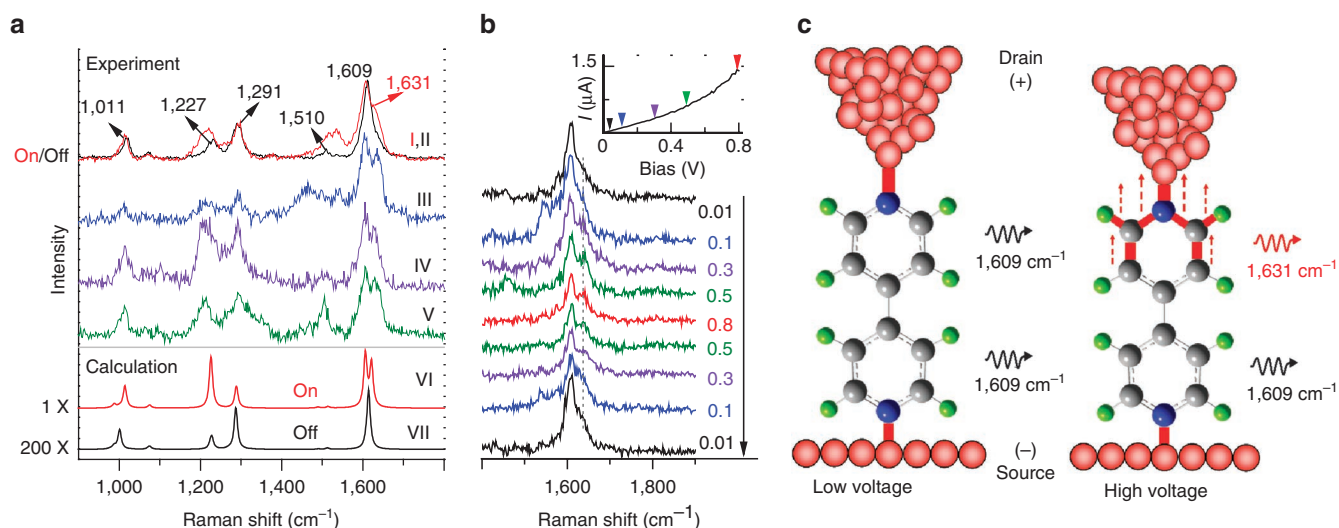 a
Experiment
1,011
1,227
1,291
1,510
1,609
1,631
On/Off
I,II
III
IV
V
Intensity
Calculation
1 X
On
VI
200 X
Off
VII
1,000
1,200
1,400
1,600
Raman shift (cm⁻¹)
b
1.5
I (μA)
0
0
0.4
0.8
Bias (V)
0.01
0.1
0.3
0.5
0.8
0.5
0.3
0.1
0.01
1,600
1,800
Raman shift (cm⁻¹)
c
Drain
(+)
1,609 cm⁻¹
1,631 cm⁻¹
1,609 cm⁻¹
1,609 cm⁻¹
(–)
Source
Low voltage
High voltage